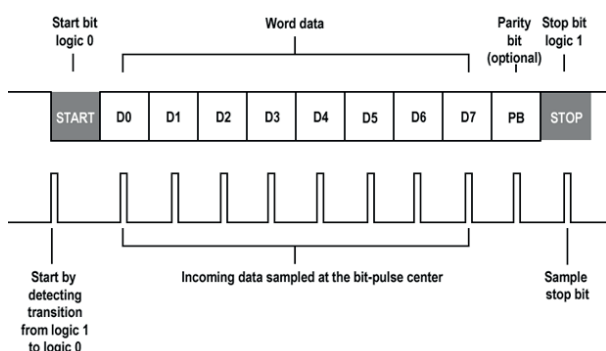 Start bit
logic 0
Word data
Parity
bit
(optional)
Stop bit
logic 1
START D0 D1 D2 D3 D4 D5 D6 D7 PB STOP
Start by
detecting
transition
from logic 1
to logic 0
Incoming data sampled at the bit-pulse center
Sample
stop bit